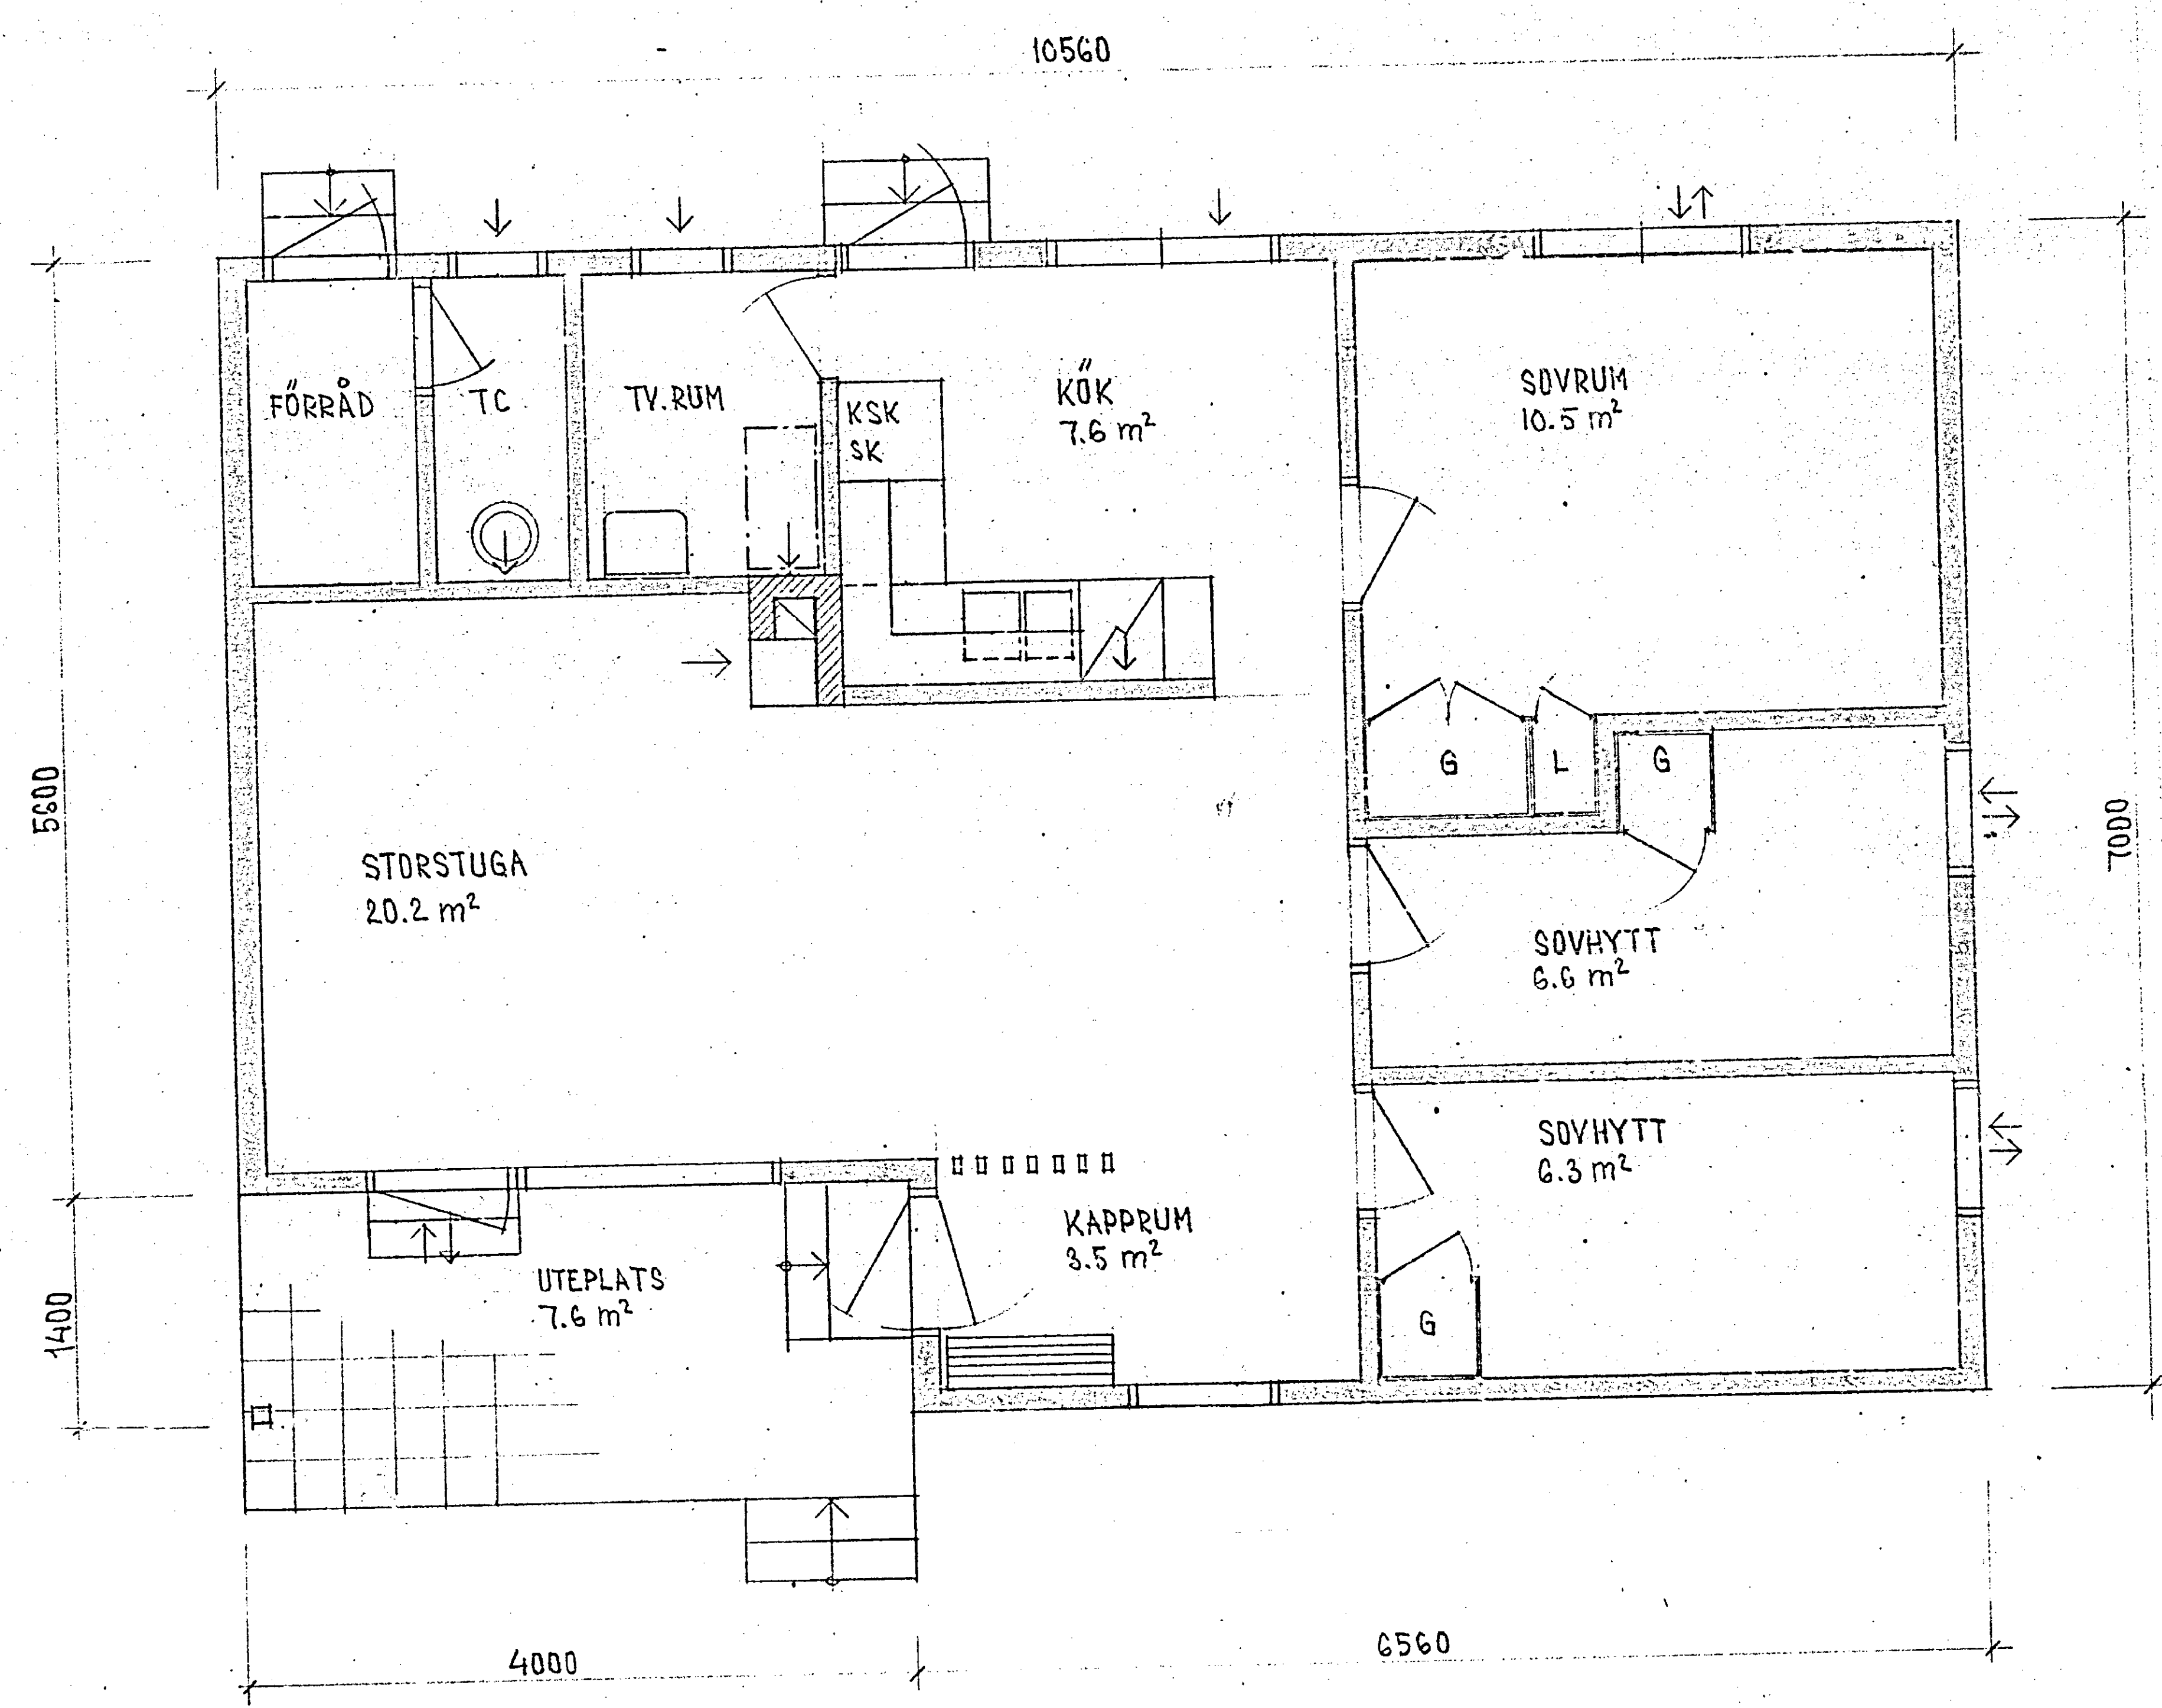 10560
FÖRRÅD
TC
TV.RUM
KSK
SK
KÖK
7.6 m²
SOVRUM
10.5 m²
5600
7000
G
L
G
STORSTUGA
20.2 m²
SOVHYTT
6.6 m²
SOVHYTT
6.3 m²
KAPPRUM
3.5 m²
UTEPLATS
7.6 m²
G
1400
4000
6560